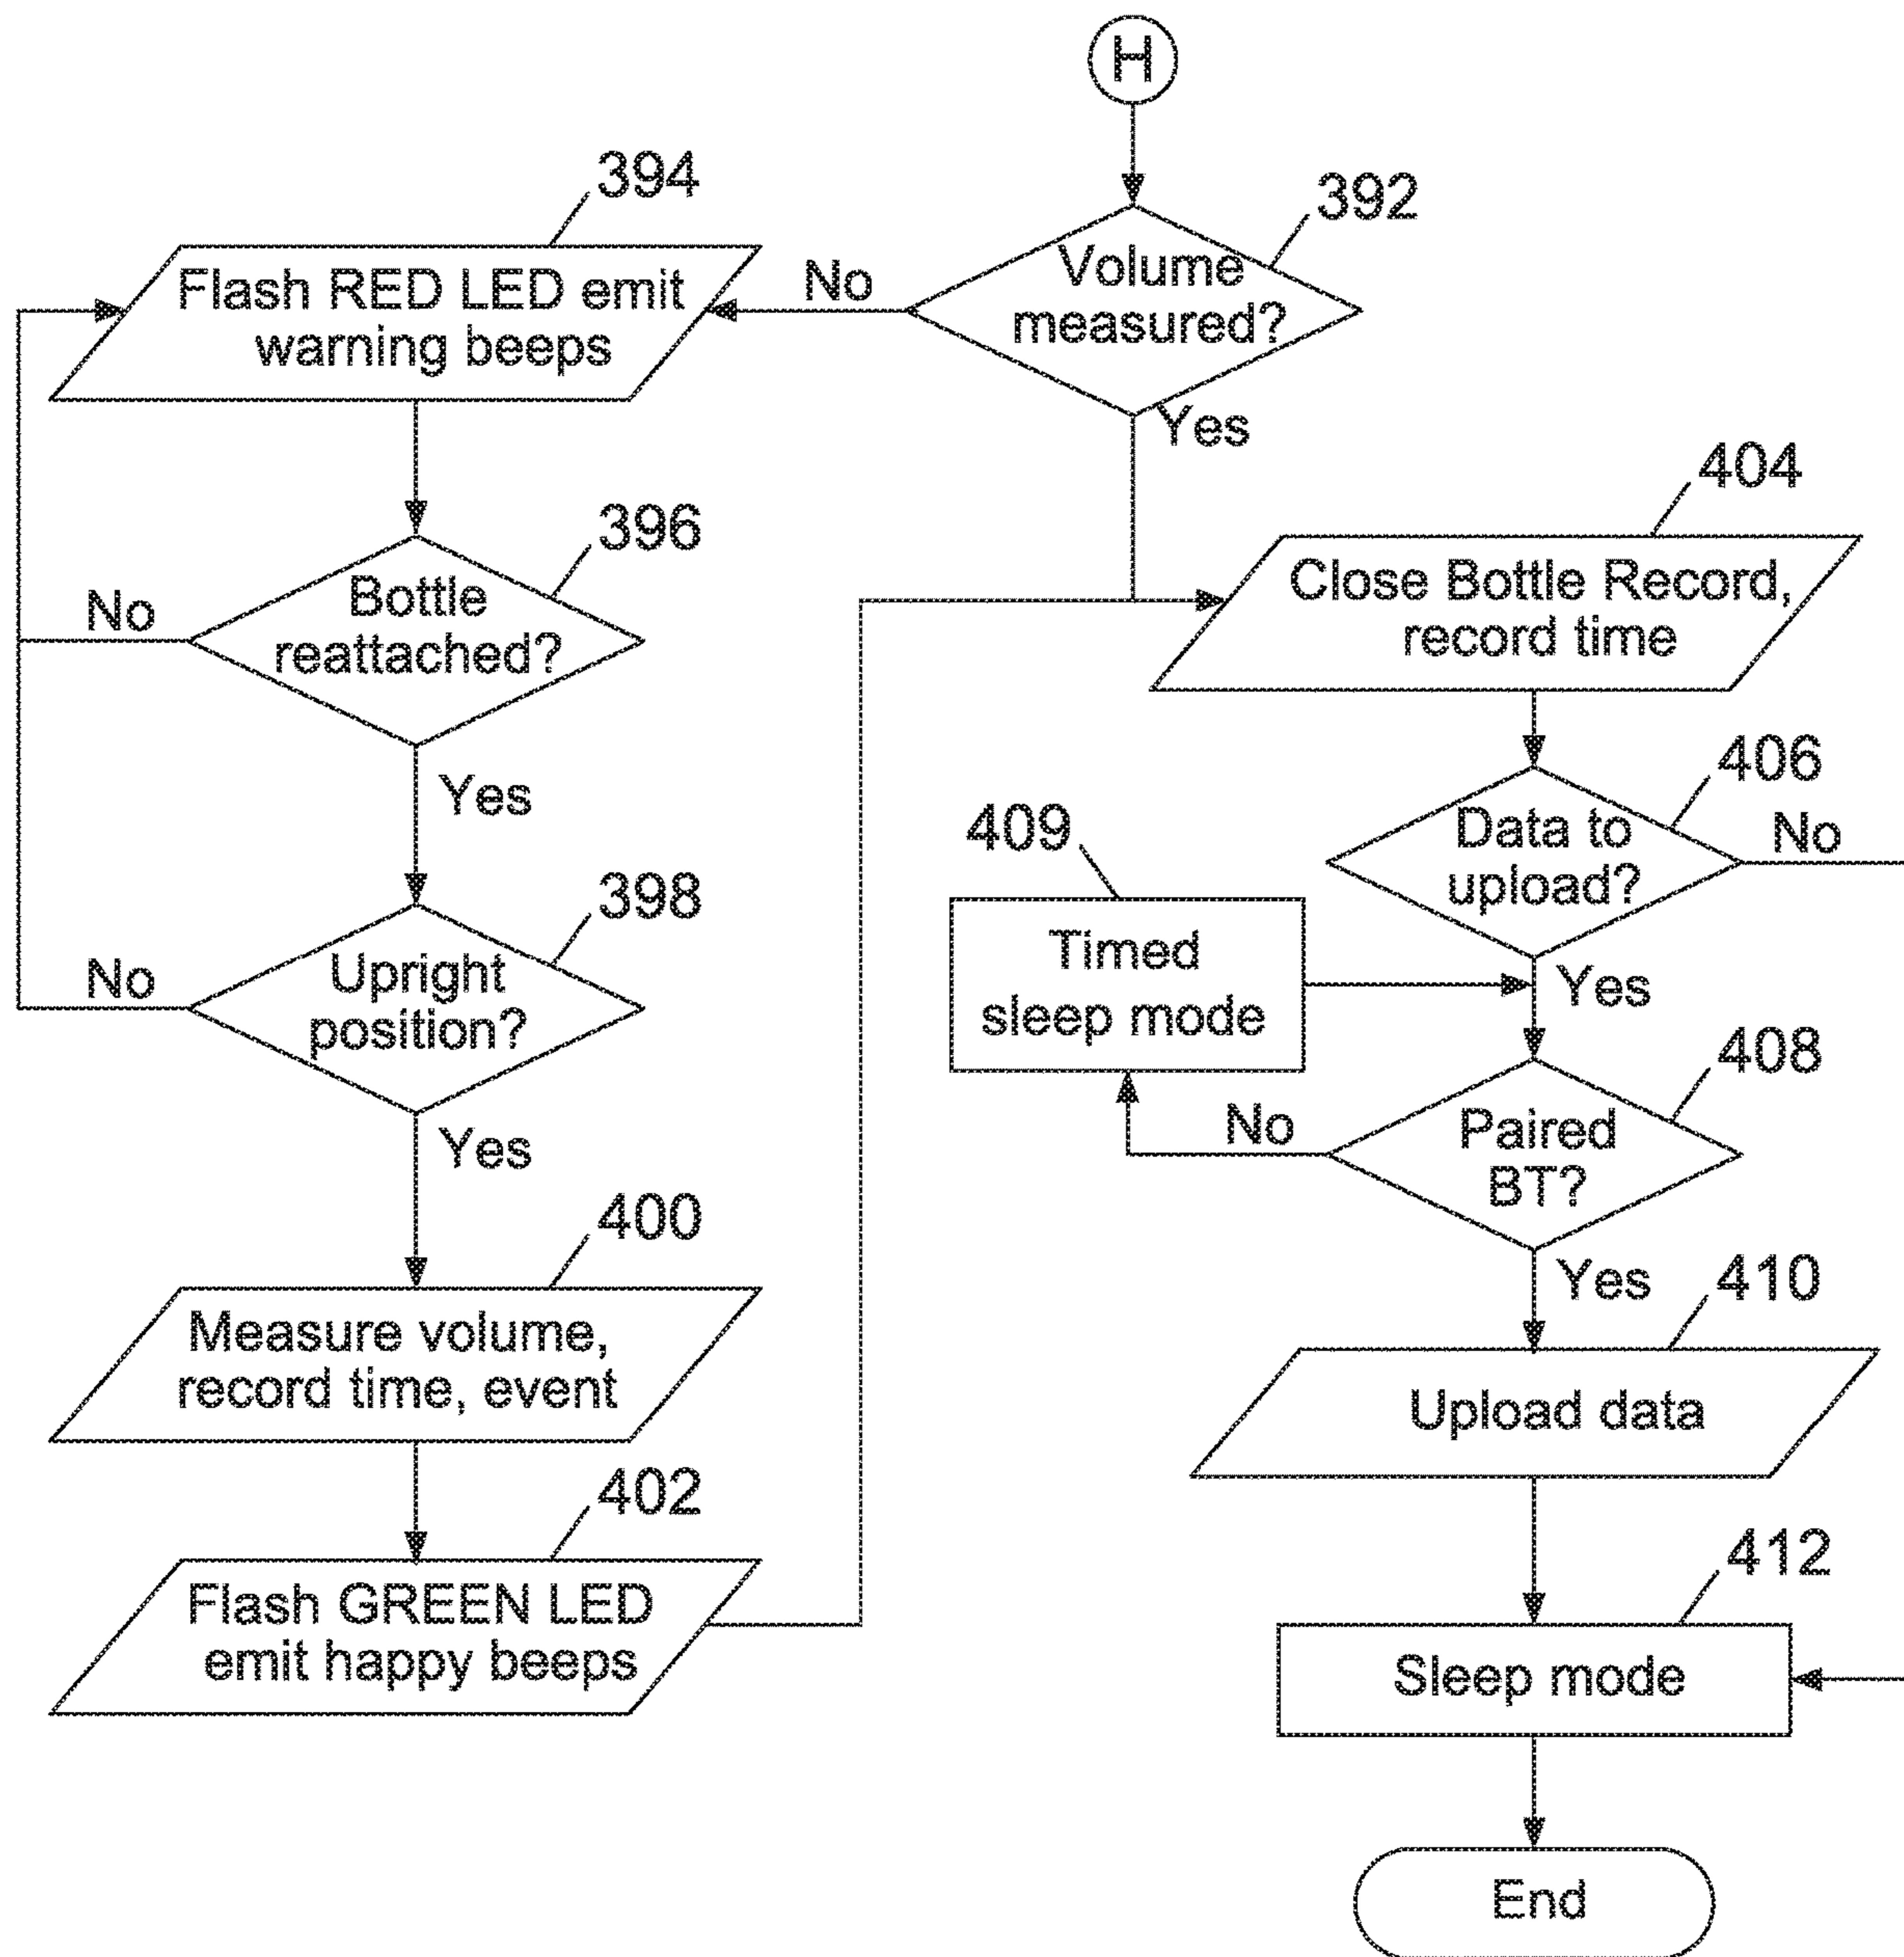 H
392
Volume
measured?
No
Yes
394
Flash RED LED emit
warning beeps
396
Bottle
reattached?
No
Yes
398
Upright
position?
No
Yes
400
Measure volume,
record time, event
402
Flash GREEN LED
emit happy beeps
404
Close Bottle Record,
record time
406
Data to
upload?
No
Yes
409
Timed
sleep mode
408
Paired
BT?
No
Yes
410
Upload data
412
Sleep mode
End